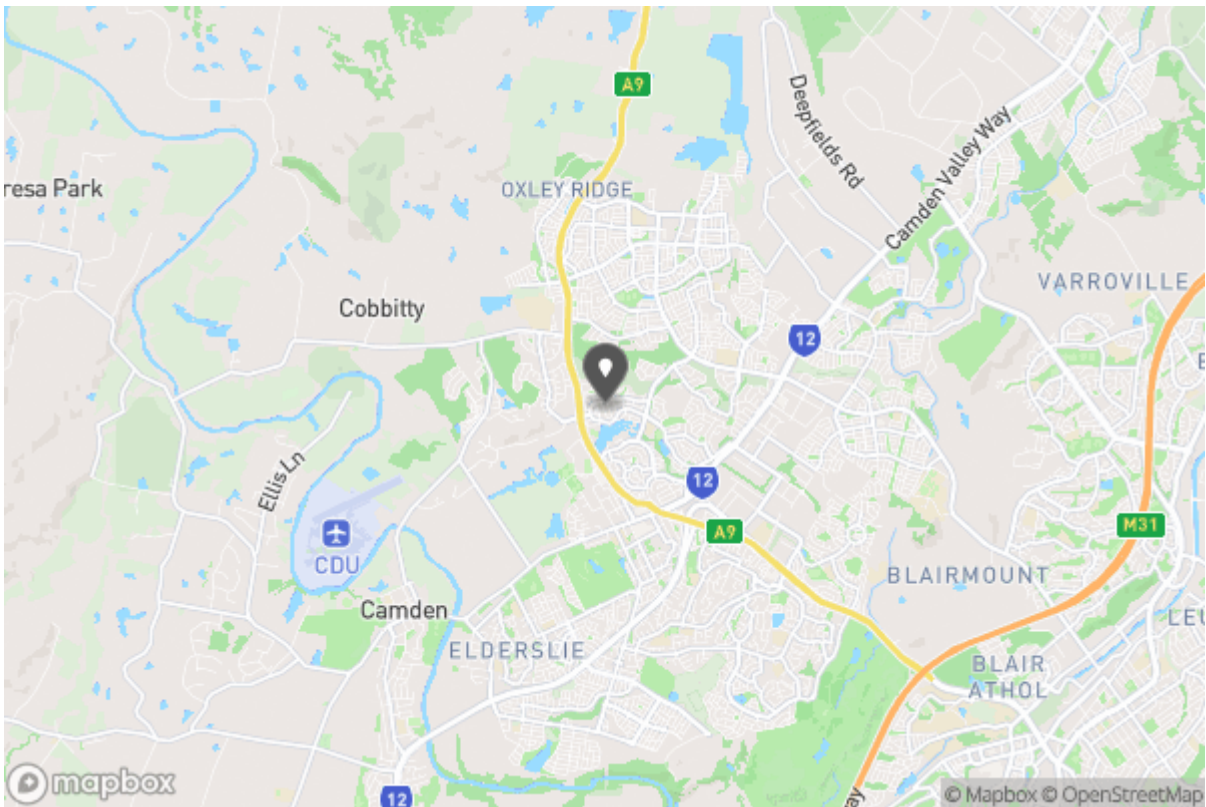 A9
Deepfields Rd
Camden Valley Way
resa Park
OXLEY RIDGE
VARROVILLE
Cobbitty
12
Ellis Ln
12
A9
M31
CDU
BLAIRMOUNT
Camden
LEU
ELDERSLIE
BLAIR
ATHOL
12
way
mapbox
© Mapbox © OpenStreetMap